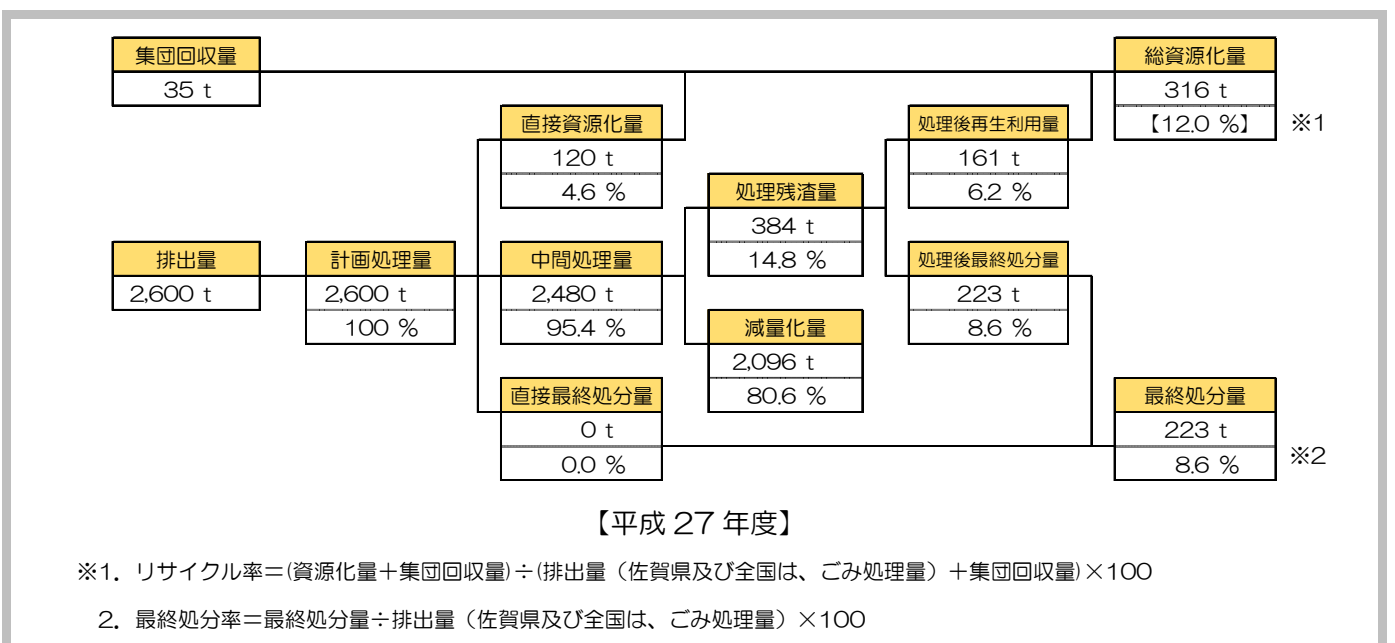 集団回収量
35 t
総資源化量
316 t
【12.0 %】
※1
直接資源化量
120 t
4.6 %
処理後再生利用量
161 t
6.2 %
処理残渣量
384 t
14.8 %
排出量
2,600 t
計画処理量
2,600 t
100 %
中間処理量
2,480 t
95.4 %
処理後最終処分量
223 t
8.6 %
減量化量
2,096 t
80.6 %
直接最終処分量
0 t
0.0 %
最終処分量
223 t
8.6 %
※2
【平成 27 年度】
※1．リサイクル率＝(資源化量＋集団回収量)÷(排出量（佐賀県及び全国は、ごみ処理量）＋集団回収量)×100
2．最終処分率＝最終処分量÷排出量（佐賀県及び全国は、ごみ処理量）×100